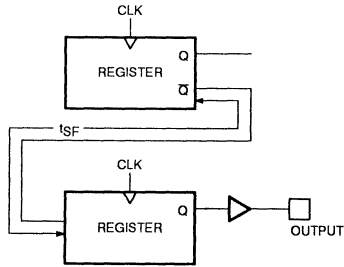 CLK
Q
REGISTER
Q̅
tSF
CLK
Q
REGISTER
OUTPUT